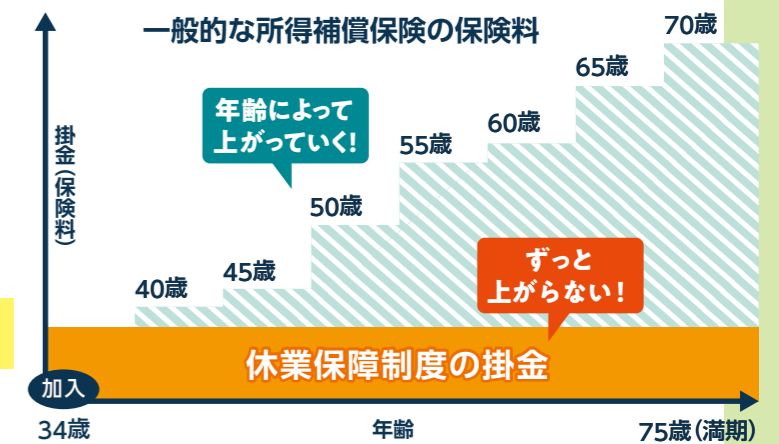 一般的な所得補償保険の保険料
70歳
65歳
年齢によって
上がっていく!
60歳
55歳
掛金(保険料)
50歳
45歳
40歳
ずっと
上がらない!
休業保障制度の掛金
加入
34歳
年齢
75歳(満期)